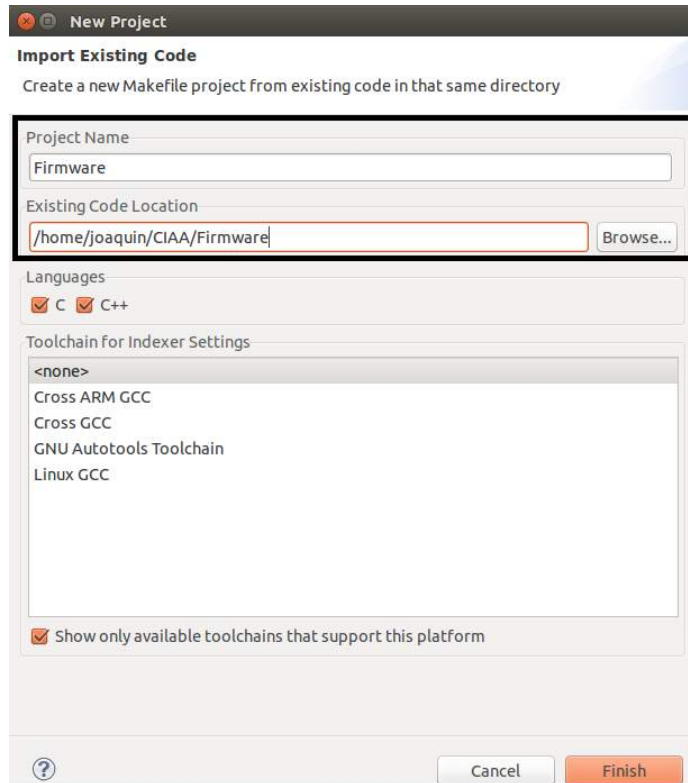 New Project
Import Existing Code
Create a new Makefile project from existing code in that same directory
Project Name
Firmware
Existing Code Location
/home/joaquin/CIAA/Firmware
Browse...
Languages
C C++
Toolchain for Indexer Settings
<none>
Cross ARM GCC
Cross GCC
GNU Autotools Toolchain
Linux GCC
Show only available toolchains that support this platform
?
Cancel Finish